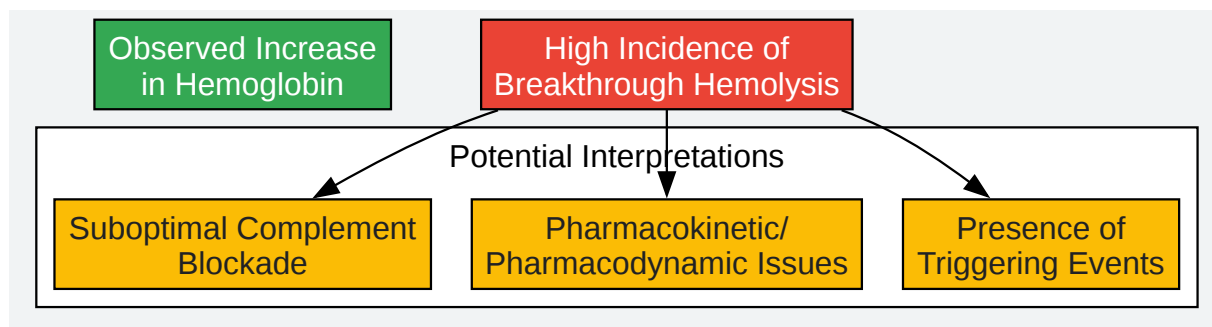 Observed Increase
in Hemoglobin
High Incidence of
Breakthrough Hemolysis
Potential Interpretations
Suboptimal Complement
Blockade
Pharmacokinetic/
Pharmacodynamic Issues
Presence of
Triggering Events